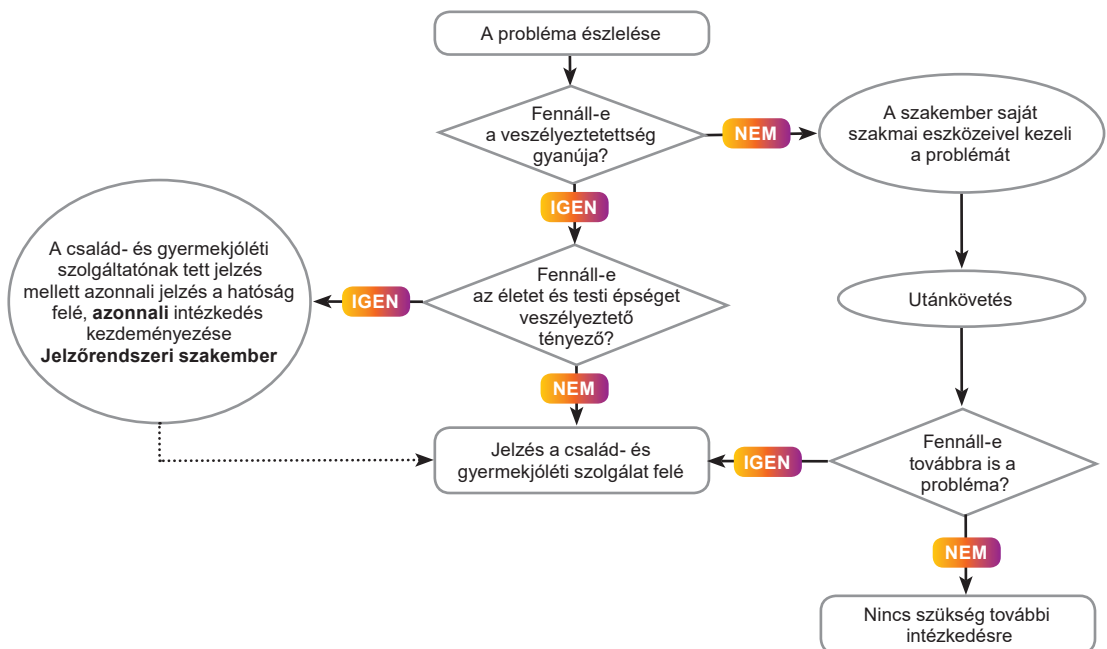 A probléma észlelése
Fennáll-e
a veszélyeztetettség
gyanúja?
NEM
A szakember saját
szakmai eszközeivel kezeli
a problémát
IGEN
A család- és gyermekjóléti
szolgáltatónak tett jelzés
mellett azonnali jelzés a hatóság
felé, azonnali intézkedés
kezdeményezése
Jelzőrendszeri szakember
IGEN
Fennáll-e
az életet és testi épséget
veszélyeztető
tényező?
Utánkövetés
NEM
Jelzés a család- és
gyermekjóléti szolgálat felé
IGEN
Fennáll-e
továbbra is a
probléma?
NEM
Nincs szükség további
intézkedésre